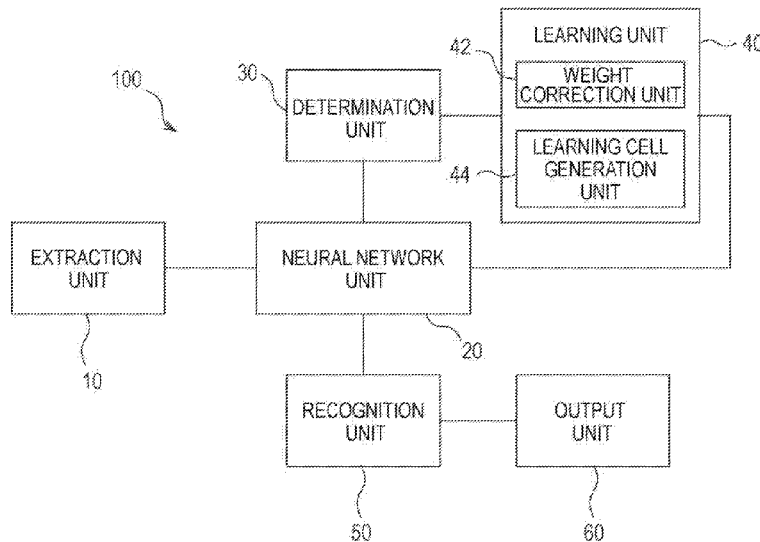 LEARNING UNIT
40
42
WEIGHT
CORRECTION UNIT
30
100
DETERMINATION
UNIT
44
LEARNING CELL
GENERATION
UNIT
EXTRACTION
UNIT
NEURAL NETWORK
UNIT
10
20
RECOGNITION
UNIT
OUTPUT
UNIT
50
60